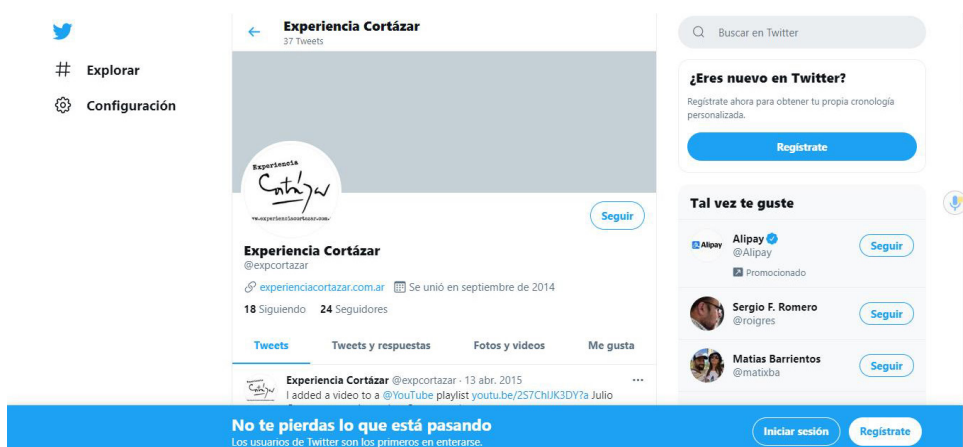 Experiencia Cortázar
37 Tweets
Buscar en Twitter
Explorar
Configuración
¿Eres nuevo en Twitter?
Regístrate ahora para obtener tu propia cronología
personalizada.
Regístrate
Experiencia
Cortázar
Seguir
Experiencia Cortázar
@expcortazar
experienciacortazar.com.ar Se unió en septiembre de 2014
18 Siguiendo 24 Seguidores
Tweets Tweets y respuestas Fotos y videos Me gusta
Experiencia Cortázar @expcortazar · 13 abr. 2015
I added a video to a @YouTube playlist youtu.be/2S7ChIJK3DY?a Julio
Tal vez te guste
Alipay
Alipay
@Alipay
Seguir
Promocionado
Sergio F. Romero
@roigres
Seguir
Matias Barrientos
@matixba
Seguir
No te pierdas lo que está pasando
Los usuarios de Twitter son los primeros en enterarse.
Iniciar sesión
Regístrate